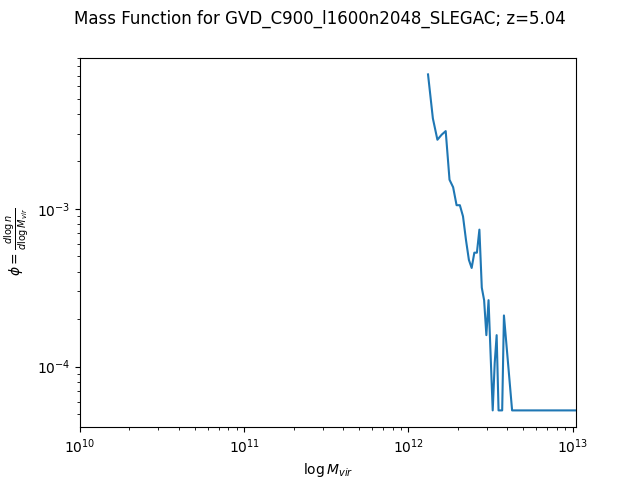 Mass Function for GVD_C900_l1600n2048_SLEGAC; z=5.04
10⁻³
10⁻⁴
ϕ = d log n / d log M_vir
10¹⁰ 10¹¹ 10¹² 10¹³
log M_vir